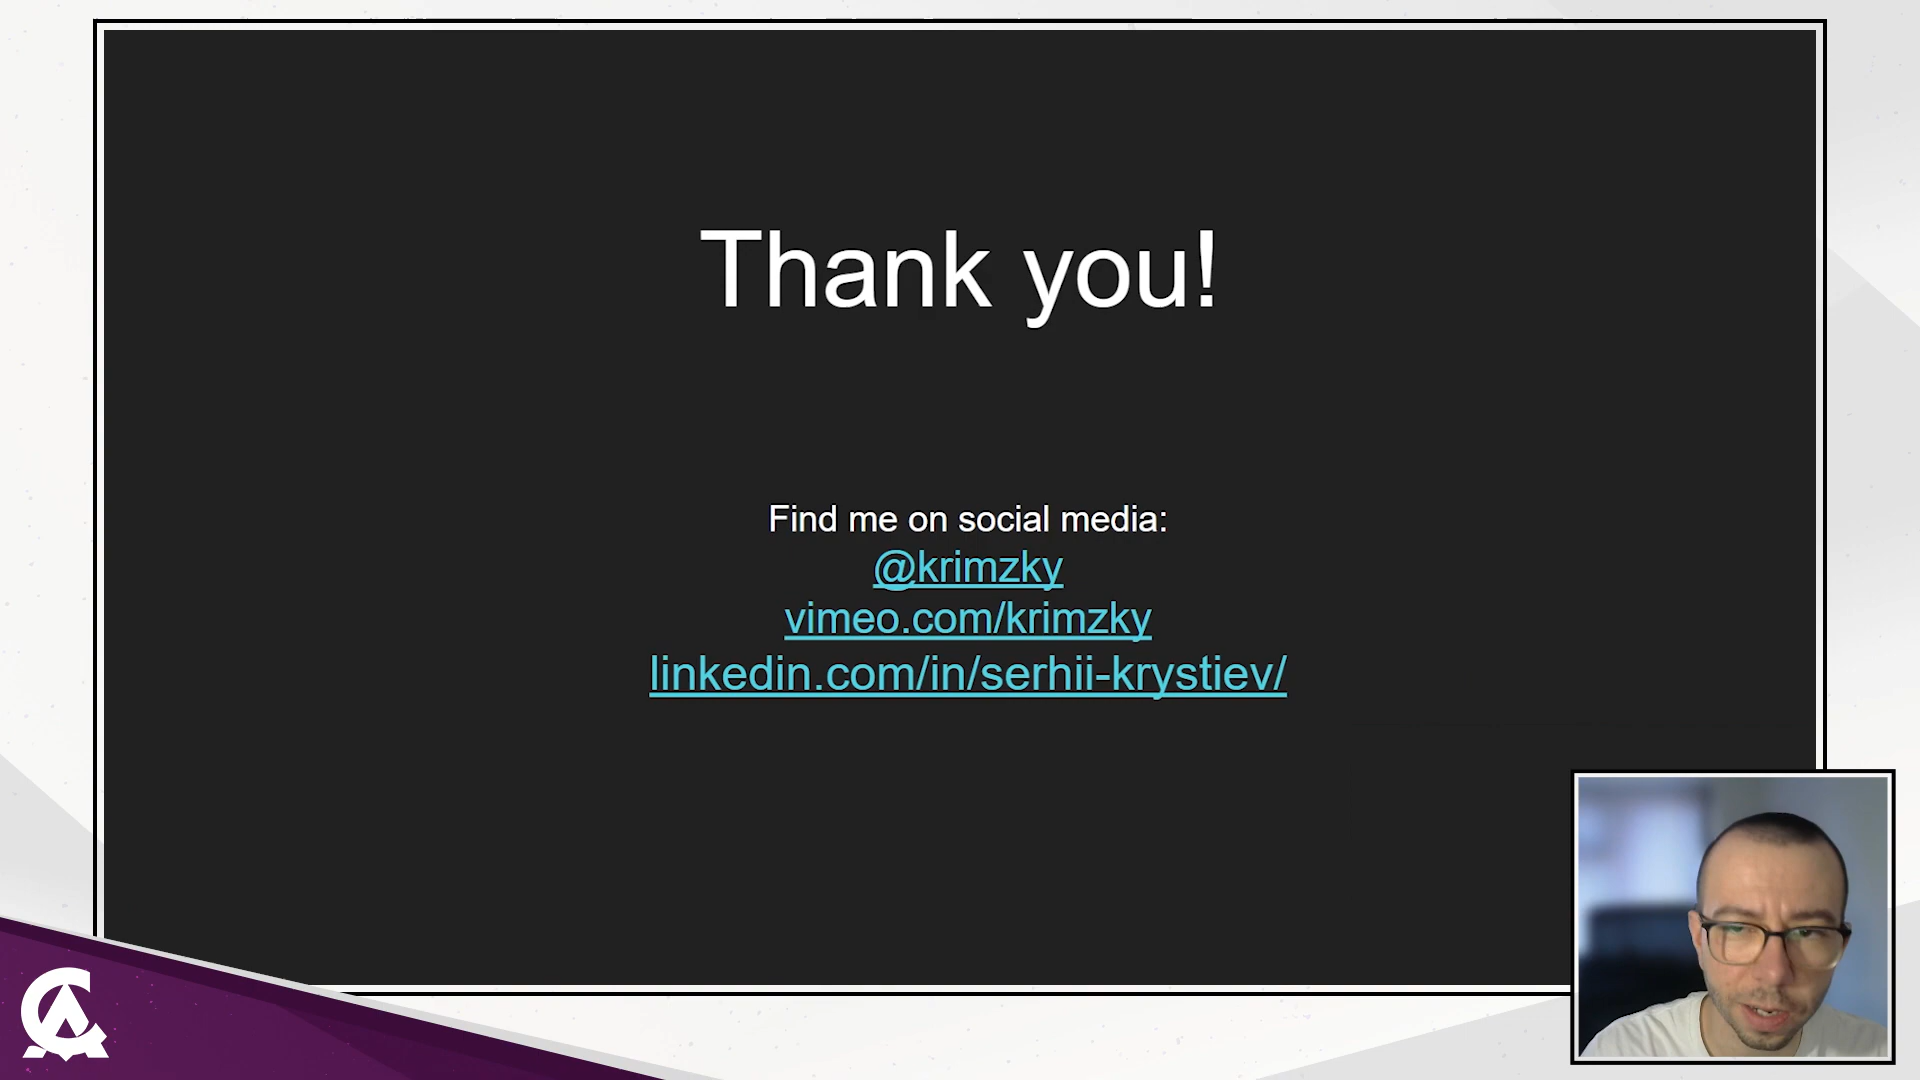 Thank you!
Find me on social media:
@krimzky
vimeo.com/krimzky
linkedin.com/in/serhii-krystiev/